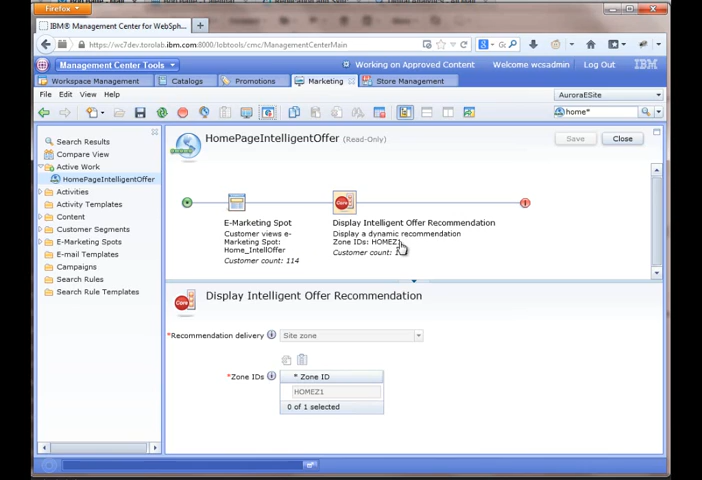 Firefox
IBM® Management Center for WebSph...
https://wc7dev.torolab.ibm.com:8000/lobtools/cmc/ManagementCenterMain
Management Center Tools
Working on Approved Content
Welcome wcsadmin
Log Out
IBM
Workspace Management
Catalogs
Promotions
Marketing
Store Management
File Edit View Help
AuroraESite
home*
Search Results
Compare View
Active Work
HomePageIntelligentOffer
Activities
Activity Templates
Content
Customer Segments
E-Marketing Spots
E-mail Templates
Campaigns
Search Rules
Search Rule Templates
HomePageIntelligentOffer (Read-Only)
Save
Close
E-Marketing Spot
Customer views e-
Marketing Spot:
Home_IntellOffer
Customer count: 114
Core
Display Intelligent Offer Recommendation
Display a dynamic recommendation
Zone IDs: HOMEZ1
Customer count:
Core
Display Intelligent Offer Recommendation
*Recommendation delivery
Site zone
*Zone IDs
* Zone ID
HOMEZ1
0 of 1 selected